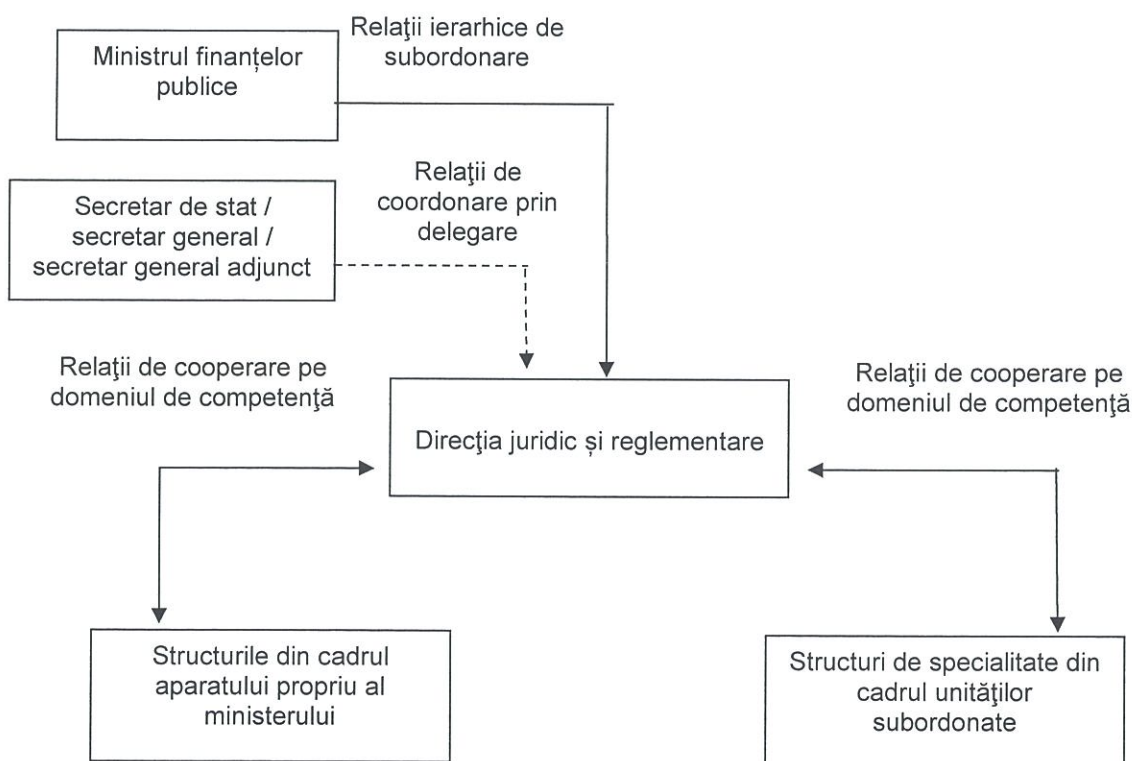 Relaţii ierarhice de
subordonare
Ministrul finanțelor
publice
Relaţii de
coordonare prin
delegare
Secretar de stat /
secretar general /
secretar general adjunct
Relaţii de cooperare pe
domeniul de competenţă
Relaţii de cooperare pe
domeniul de competenţă
Direcţia juridic și reglementare
Structurile din cadrul
aparatului propriu al
ministerului
Structuri de specialitate din
cadrul unităţilor
subordonate